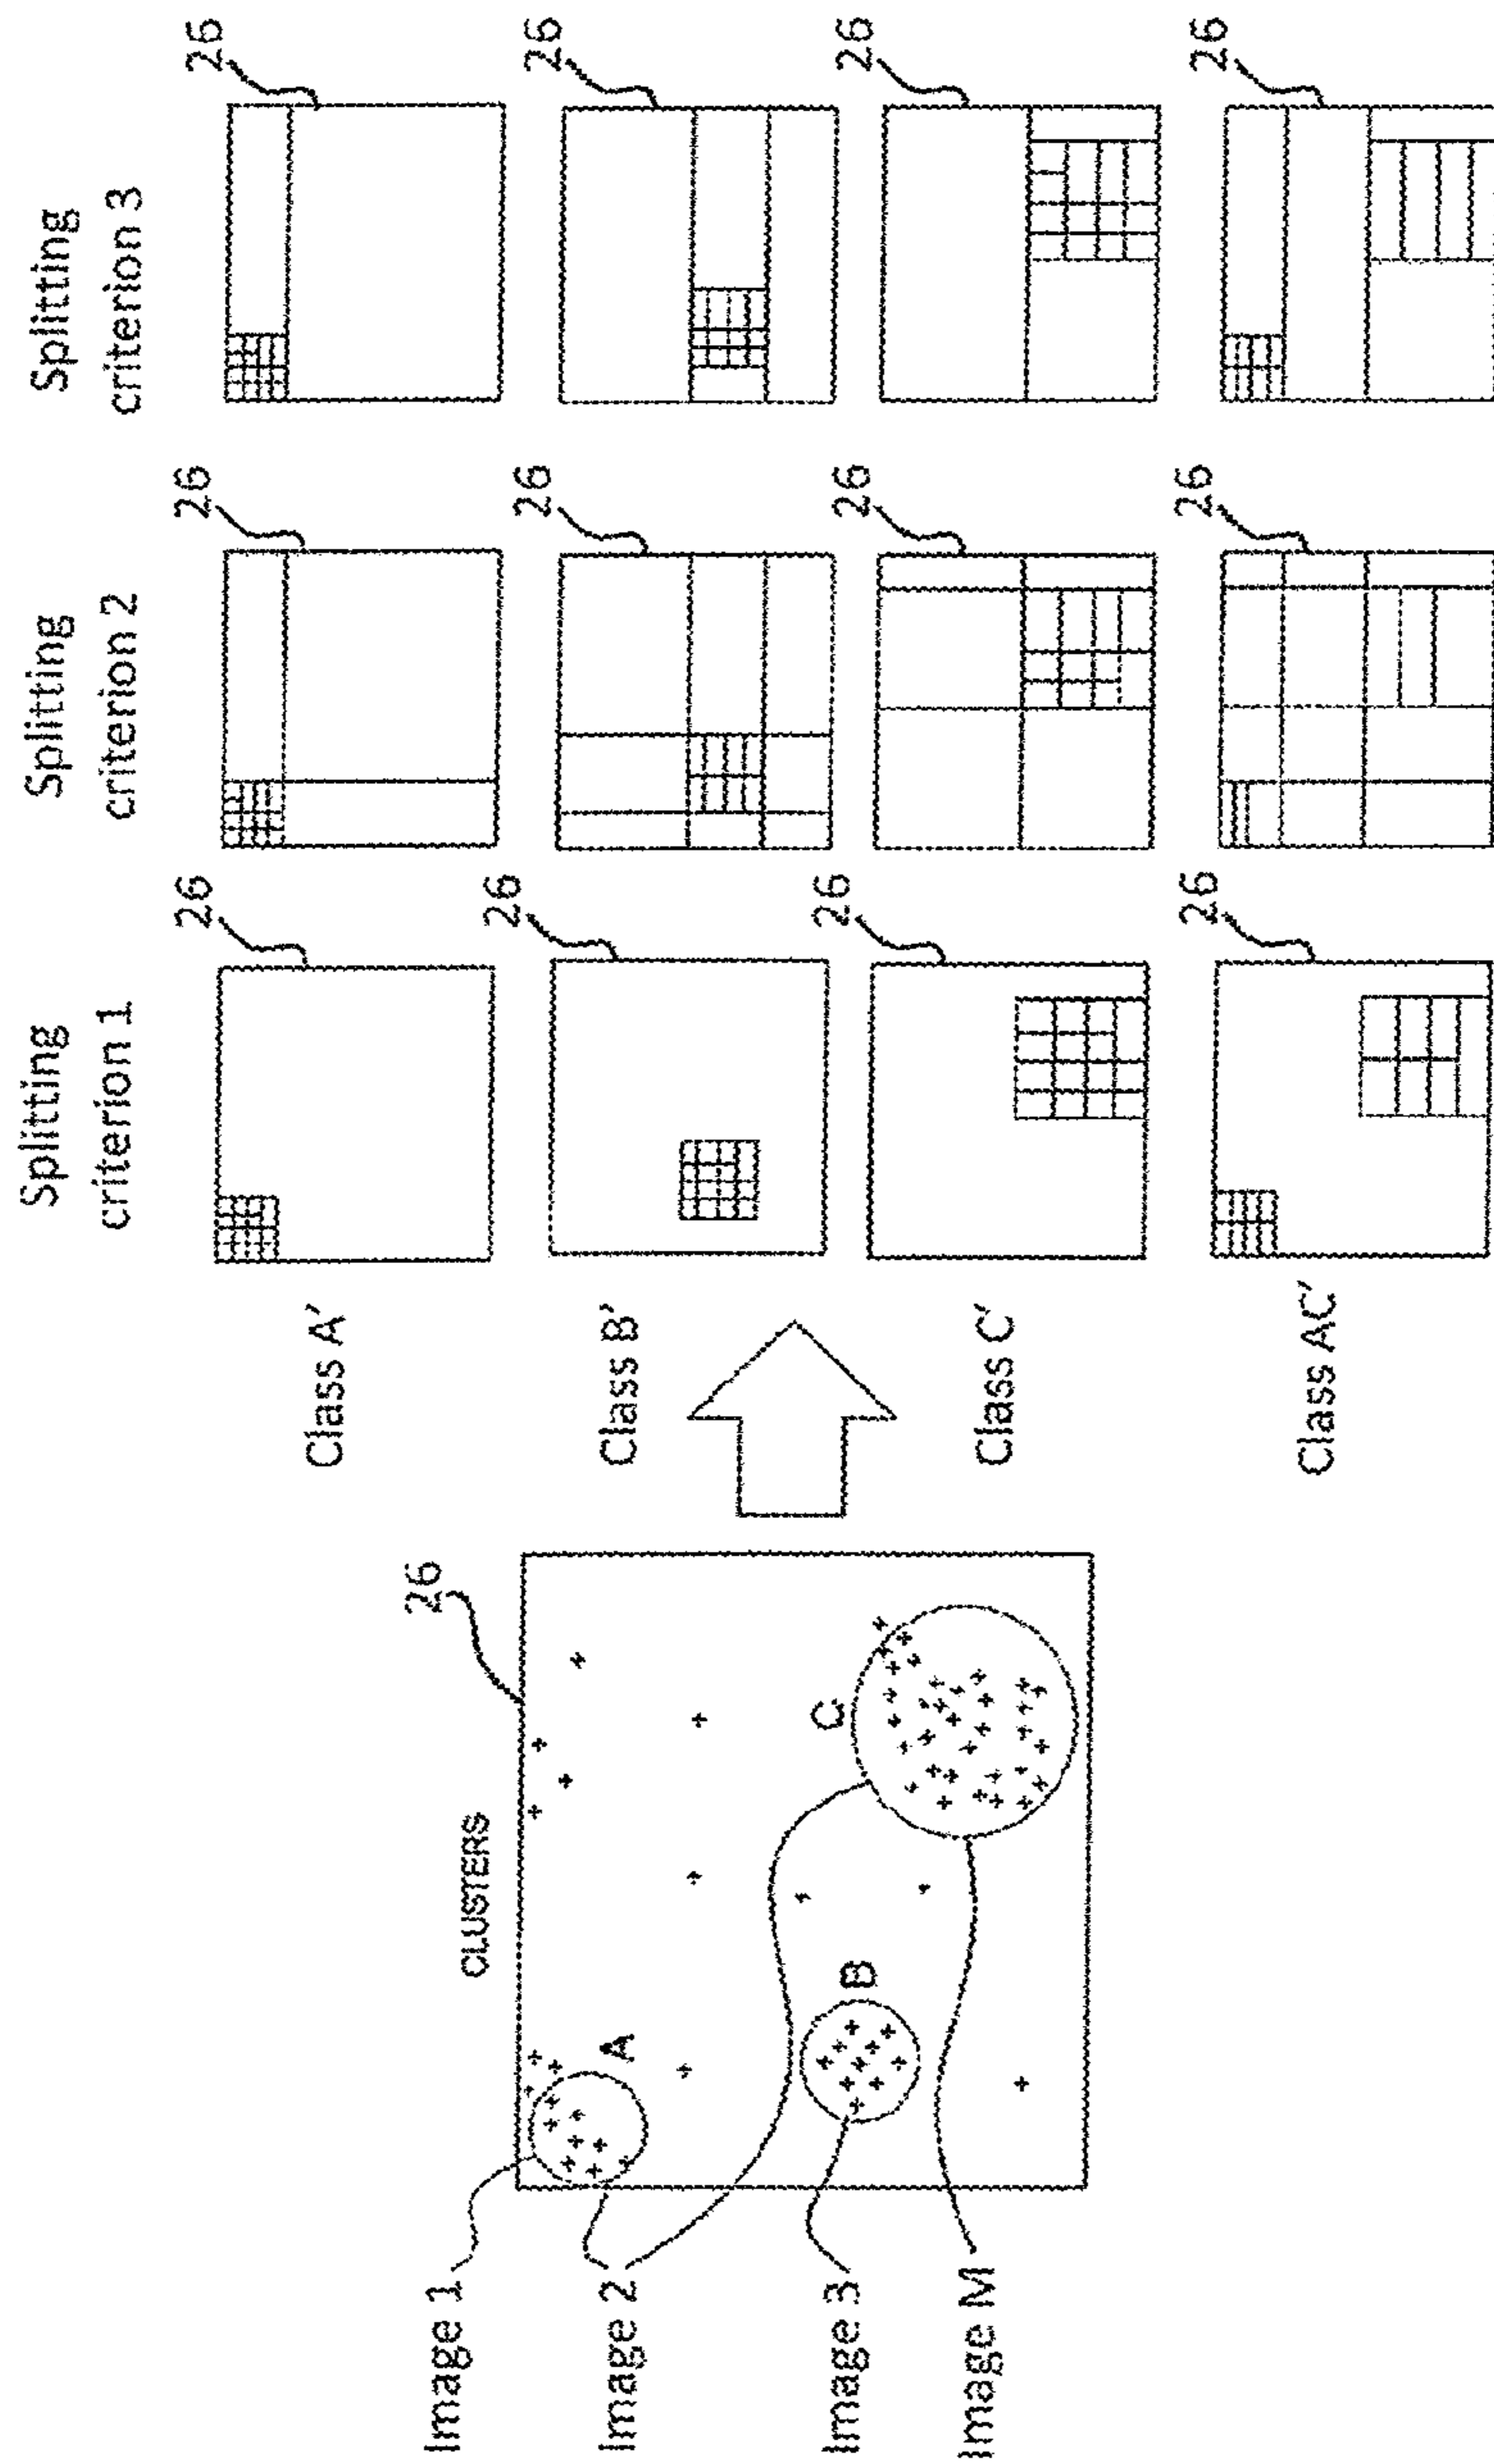 Splitting
criterion 1
Splitting
criterion 2
Splitting
criterion 3
26
26
26
Class A'
26
26
26
Class B'
26
26
26
Class C'
26
26
26
Class AC'
CLUSTERS
26
A
B
C
Image 1
Image 2
Image 3
Image M